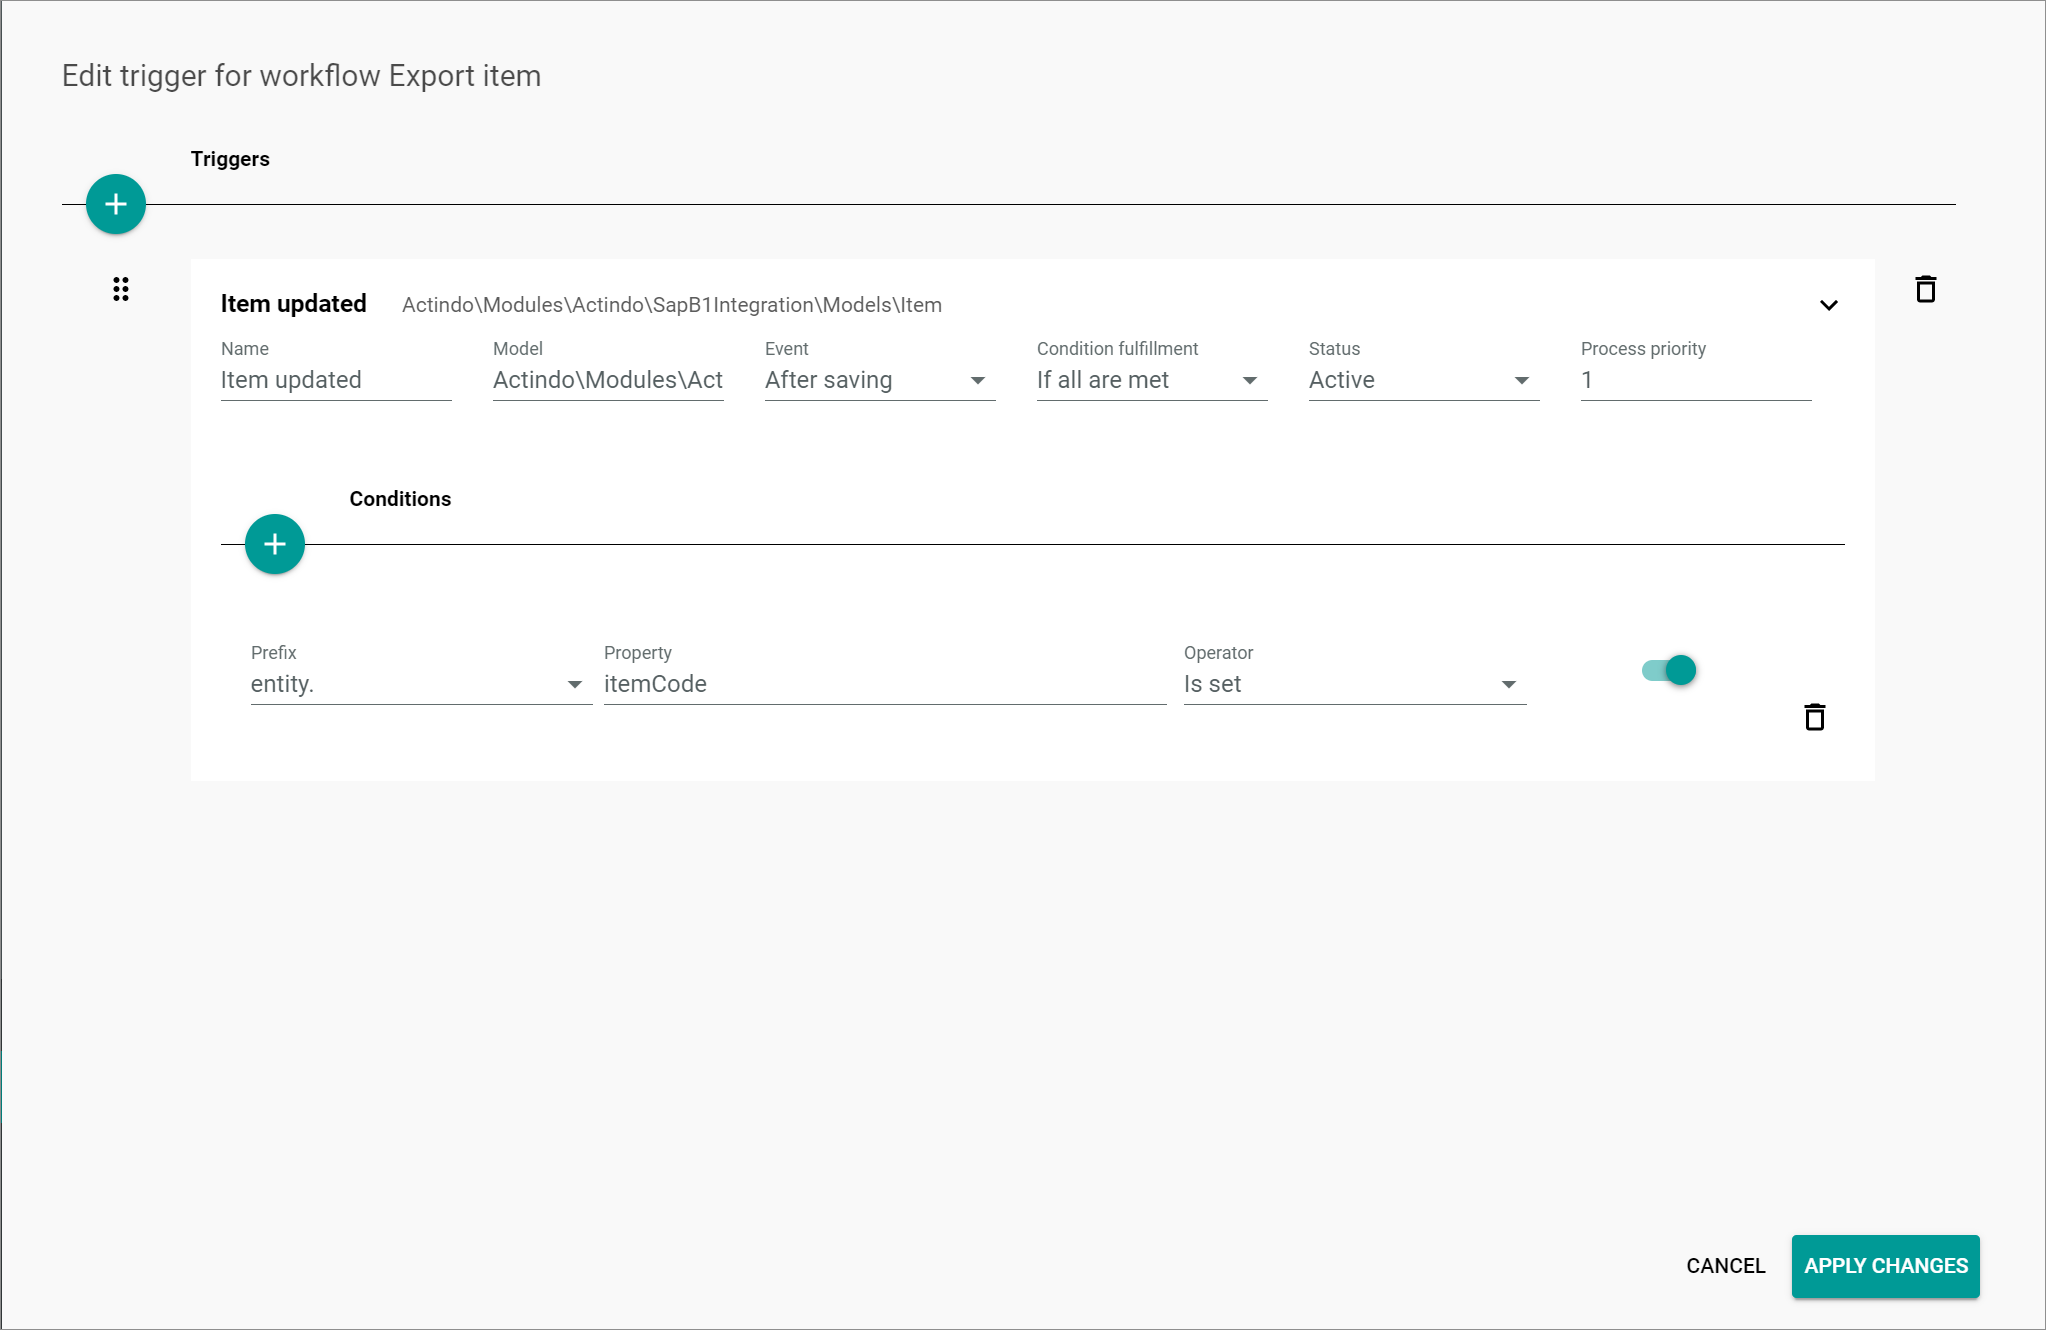 Edit trigger for workflow Export item
Triggers
Item updated Actindo\Modules\Actindo\SapB1Integration\Models\Item
Name Model Event Condition fulfillment Status Process priority
Item updated Actindo\Modules\Act After saving If all are met Active 1
Conditions
Prefix Property Operator
entity. itemCode Is set
CANCEL APPLY CHANGES